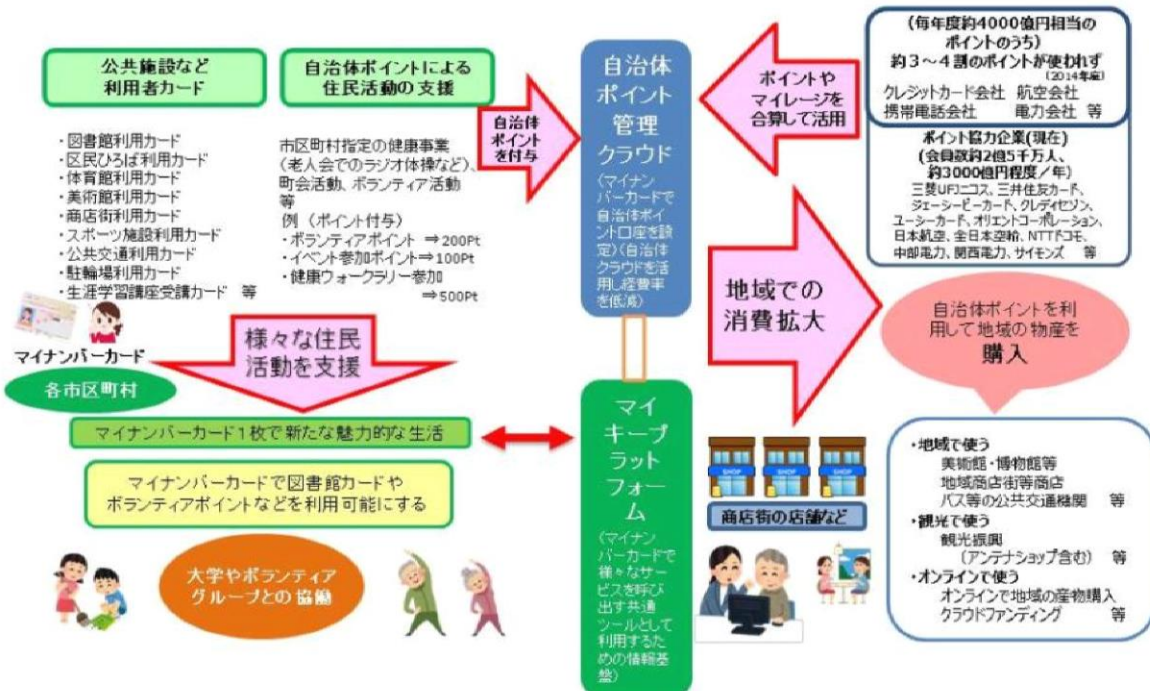 公共施設など
利用者カード
・図書館利用カード
・区民ひろば利用カード
・体育館利用カード
・美術館利用カード
・商店街利用カード
・スポーツ施設利用カード
・公共交通利用カード
・駐輪場利用カード
・生涯学習講座受講カード 等
自治体ポイントによる
住民活動の支援
市区町村指定の健康事業
(老人会でのラジオ体操など)、
町会活動、ボランティア活動
等
例 (ポイント付与)
・ボランティアポイント ⇒200Pt
・イベント参加ポイント⇒100Pt
・健康ウォークラリー参加
⇒500Pt
自治体
ポイント
を付与
マイナンバーカード
各市区町村
様々な住民
活動を支援
マイナンバーカード1枚で新たな魅力的な生活
マイナンバーカードで図書館カードや
ボランティアポイントなどを利用可能にする
大学やボランティア
グループとの協働
自治体
ポイント
管理
クラウド
(マイナン
バーカードで
自治体ポイ
ント口座を設
定)(自治体
クラウドを活
用し経費率
を低減)
マイ
キープ
ラット
フォー
ム
(マイナン
バーカードで
様々なサー
ビスを呼び
出す共通
ツールとして
利用するた
めの情報基
盤)
ポイントや
マイレージを
合算して活用
(毎年度約4000億円相当の
ポイントのうち)
約3~4割のポイントが使われず
(2014年度)
クレジットカード会社 航空会社
携帯電話会社 電力会社 等
ポイント協力企業(現在)
(会員数約2億5千万人、
約3000億円程度/年)
三菱UFJニコス、三井住友カード、
ジェーシービーカード、クレディセゾン、
ユーシーカード、オリエントコーポレーション、
日本航空、全日本空輸、NTTドコモ、
中部電力、関西電力、サイモンズ 等
地域での
消費拡大
自治体ポイントを利
用して地域の物産を
購入
SHOP
SHOP
SHOP
商店街の店舗など
・地域で使う
美術館・博物館等
地域商店街等商店
バス等の公共交通機関 等
・観光で使う
観光振興
(アンテナショップ含む) 等
・オンラインで使う
オンラインで地域の産物購入
クラウドファンディング 等